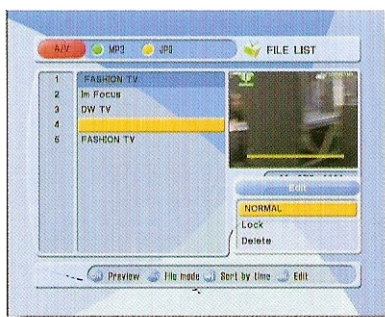 A/V MP3 JPG FILE LIST
1 FASHION TV
2 Im Focus
3 DW TV
4
5 FASHION TV
Edit
NORMAL
Lock
Delete
Preview File mode Sort by time Edit